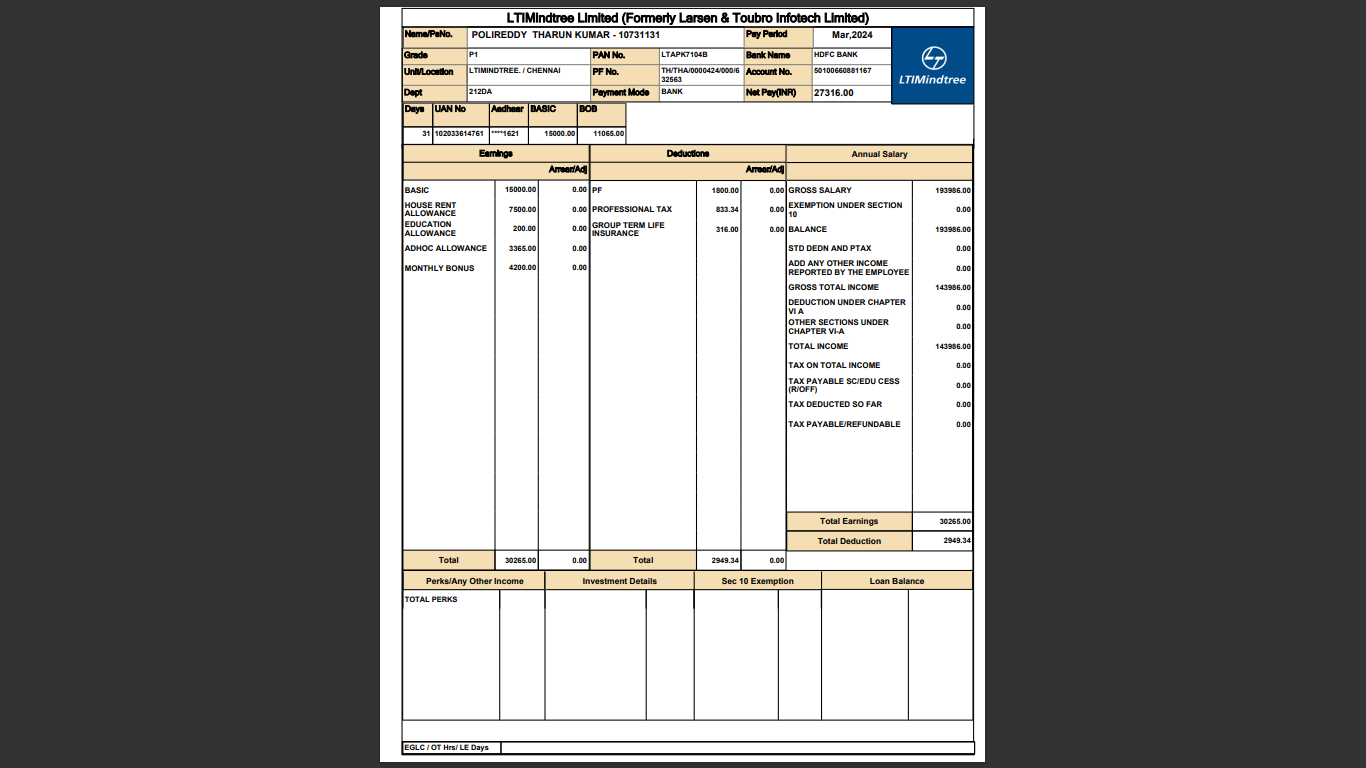 LTIMindtree Limited (Formerly Larsen & Toubro Infotech Limited)
Name/PsNo. POLIREDDY THARUN KUMAR - 10731131 Pay Period Mar,2024
Grade P1 PAN No. LTAPK7104B Bank Name HDFC BANK
Unit/Location LTIMINDTREE. / CHENNAI PF No. TH/THA/0000424/000/6 Account No. 50100660881167
32563
LTIMindtree
Dept 212DA Payment Mode BANK Net Pay(INR) 27316.00
Days UAN No Aadhaar BASIC BOB
31 102033614761 ****1621 15000.00 11065.00
Earnings Deductions Annual Salary
Arrear/Adj Arrear/Adj
BASIC 15000.00 0.00 PF 1800.00 0.00 GROSS SALARY 193986.00
HOUSE RENT
ALLOWANCE 7500.00 0.00 PROFESSIONAL TAX 833.34 0.00 EXEMPTION UNDER SECTION
10 0.00
EDUCATION
ALLOWANCE 200.00 0.00 GROUP TERM LIFE
INSURANCE 316.00 0.00 BALANCE 193986.00
ADHOC ALLOWANCE 3365.00 0.00 STD DEDN AND PTAX 0.00
MONTHLY BONUS 4200.00 0.00 ADD ANY OTHER INCOME
REPORTED BY THE EMPLOYEE 0.00
GROSS TOTAL INCOME 143986.00
DEDUCTION UNDER CHAPTER
VI A 0.00
OTHER SECTIONS UNDER
CHAPTER VI-A 0.00
TOTAL INCOME 143986.00
TAX ON TOTAL INCOME 0.00
TAX PAYABLE SC/EDU CESS
(R/OFF) 0.00
TAX DEDUCTED SO FAR 0.00
TAX PAYABLE/REFUNDABLE 0.00
Total Earnings 30265.00
Total Deduction 2949.34
Total 30265.00 0.00 Total 2949.34 0.00
Perks/Any Other Income Investment Details Sec 10 Exemption Loan Balance
TOTAL PERKS
EGLC / OT Hrs/ LE Days